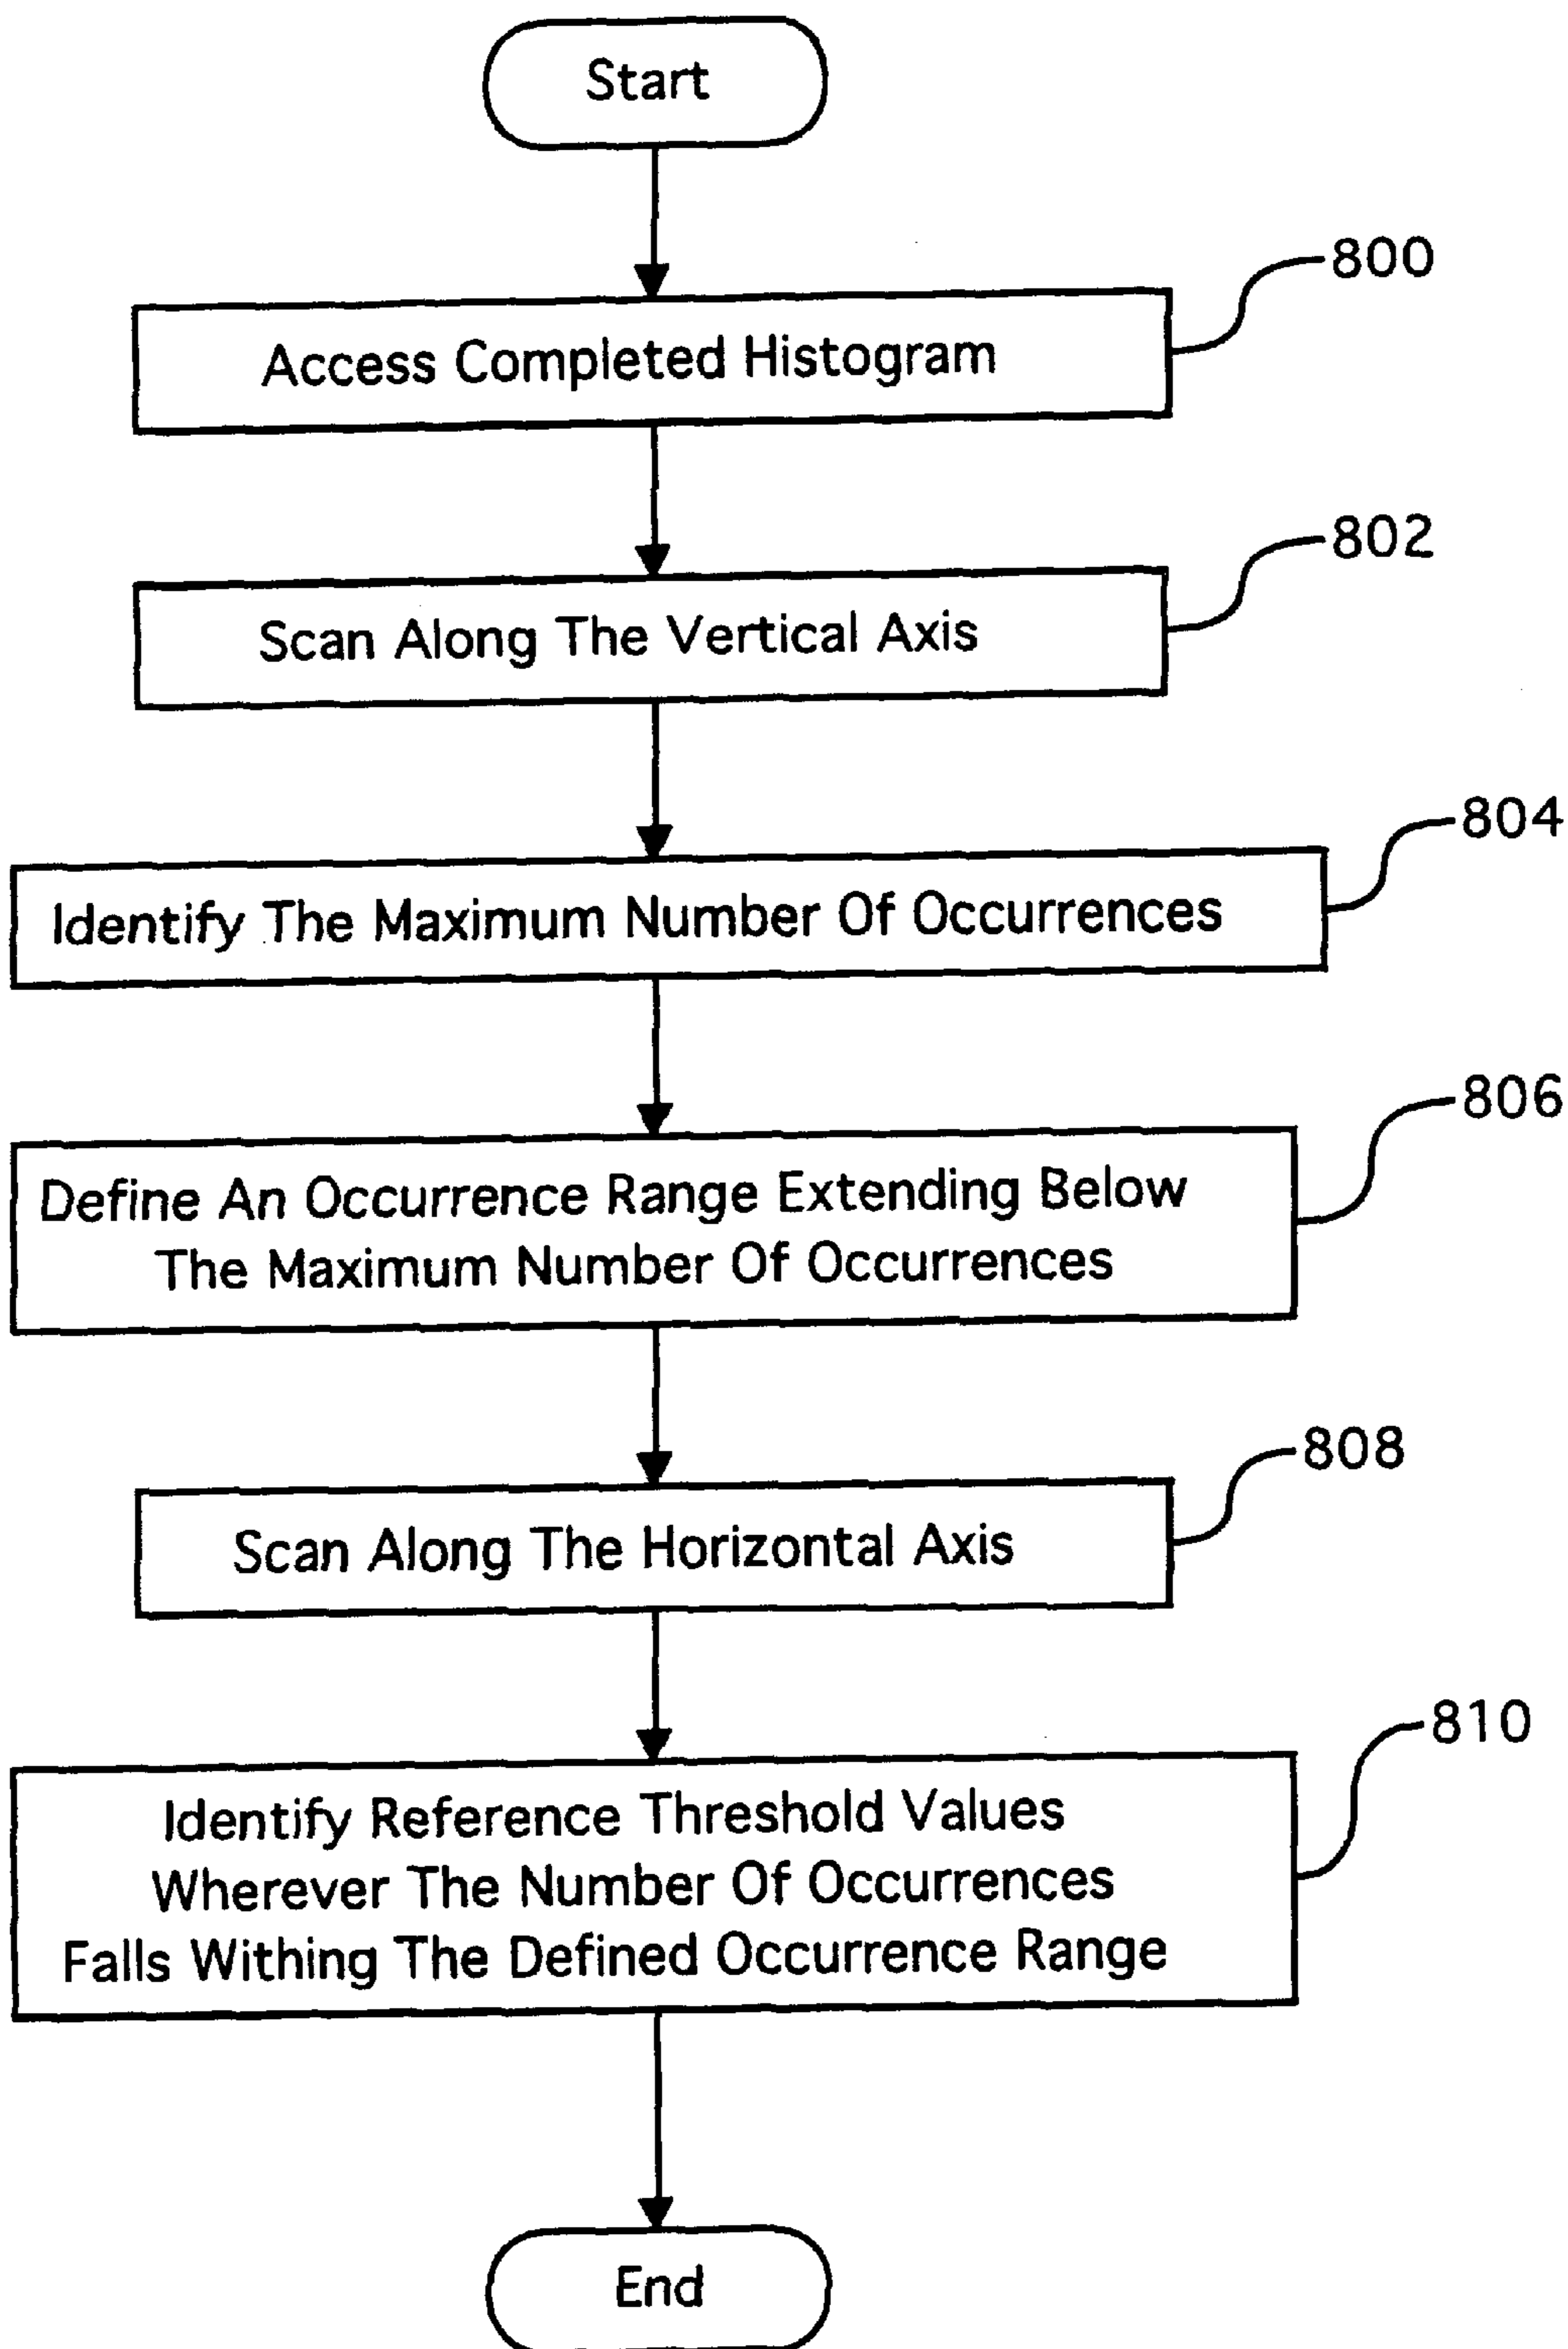 Start
800
Access Completed Histogram
802
Scan Along The Vertical Axis
804
Identify The Maximum Number Of Occurrences
806
Define An Occurrence Range Extending Below
The Maximum Number Of Occurrences
808
Scan Along The Horizontal Axis
810
Identify Reference Threshold Values
Wherever The Number Of Occurrences
Falls Withing The Defined Occurrence Range
End